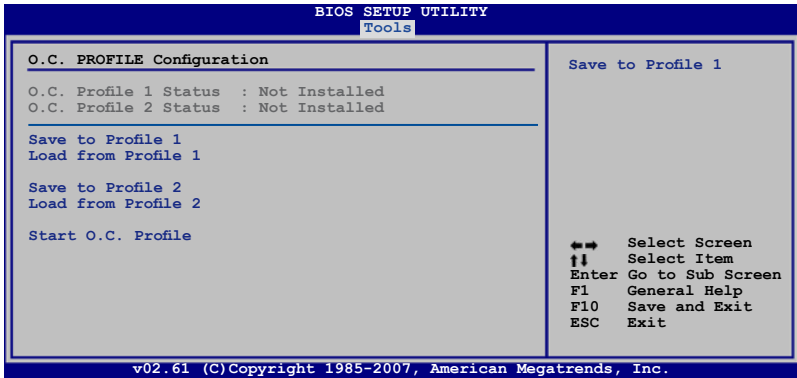 BIOS SETUP UTILITY
Tools
O.C. PROFILE Configuration
O.C. Profile 1 Status : Not Installed
O.C. Profile 2 Status : Not Installed
Save to Profile 1
Load from Profile 1
Save to Profile 2
Load from Profile 2
Start O.C. Profile
Save to Profile 1
Select Screen
Select Item
Enter Go to Sub Screen
F1 General Help
F10 Save and Exit
ESC Exit
v02.61 (C)Copyright 1985-2007, American Megatrends, Inc.